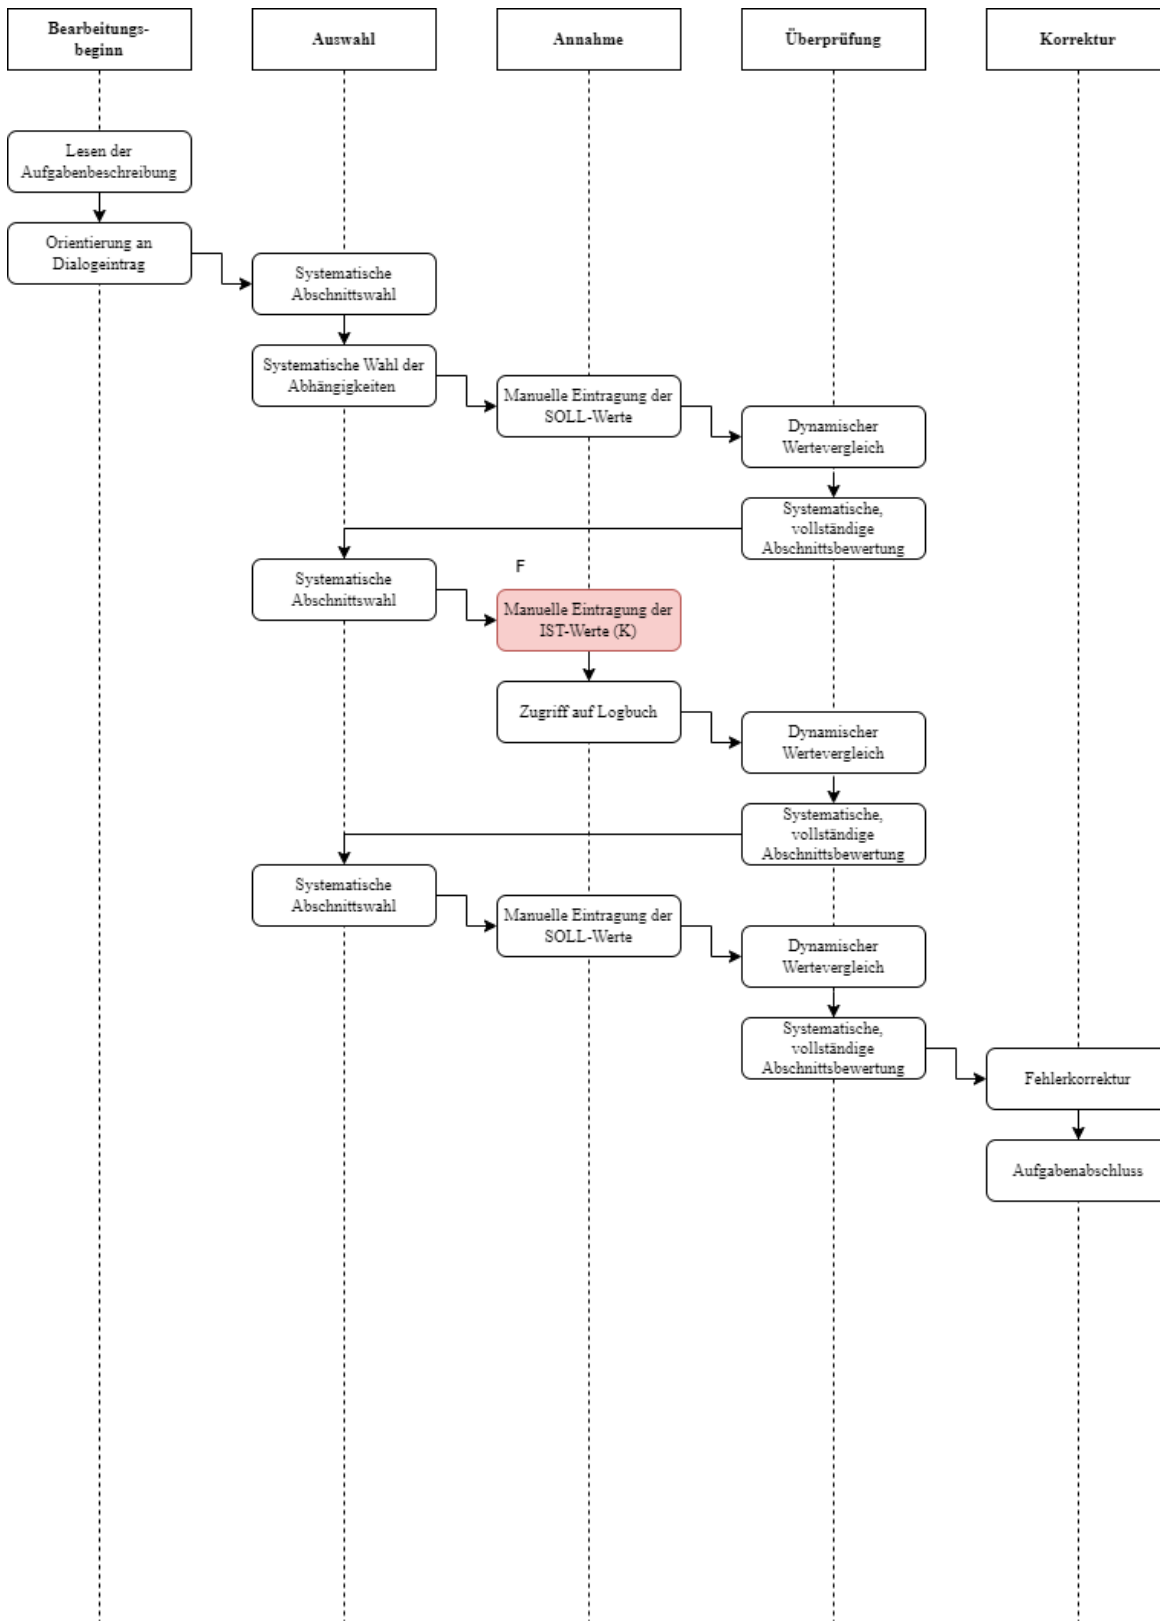 Bearbeitungs-
beginn
Auswahl
Annahme
Überprüfung
Korrektur
Lesen der
Aufgabenbeschreibung
Orientierung an
Dialogeintrag
Systematische
Abschnittswahl
Systematische Wahl der
Abhängigkeiten
Manuelle Eintragung der
SOLL-Werte
Dynamischer
Wertevergleich
Systematische,
vollständige
Abschnittsbewertung
Systematische
Abschnittswahl
F
Manuelle Eintragung der
IST-Werte (K)
Zugriff auf Logbuch
Dynamischer
Wertevergleich
Systematische,
vollständige
Abschnittsbewertung
Systematische
Abschnittswahl
Manuelle Eintragung der
SOLL-Werte
Dynamischer
Wertevergleich
Systematische,
vollständige
Abschnittsbewertung
Fehlerkorrektur
Aufgabenabschluss